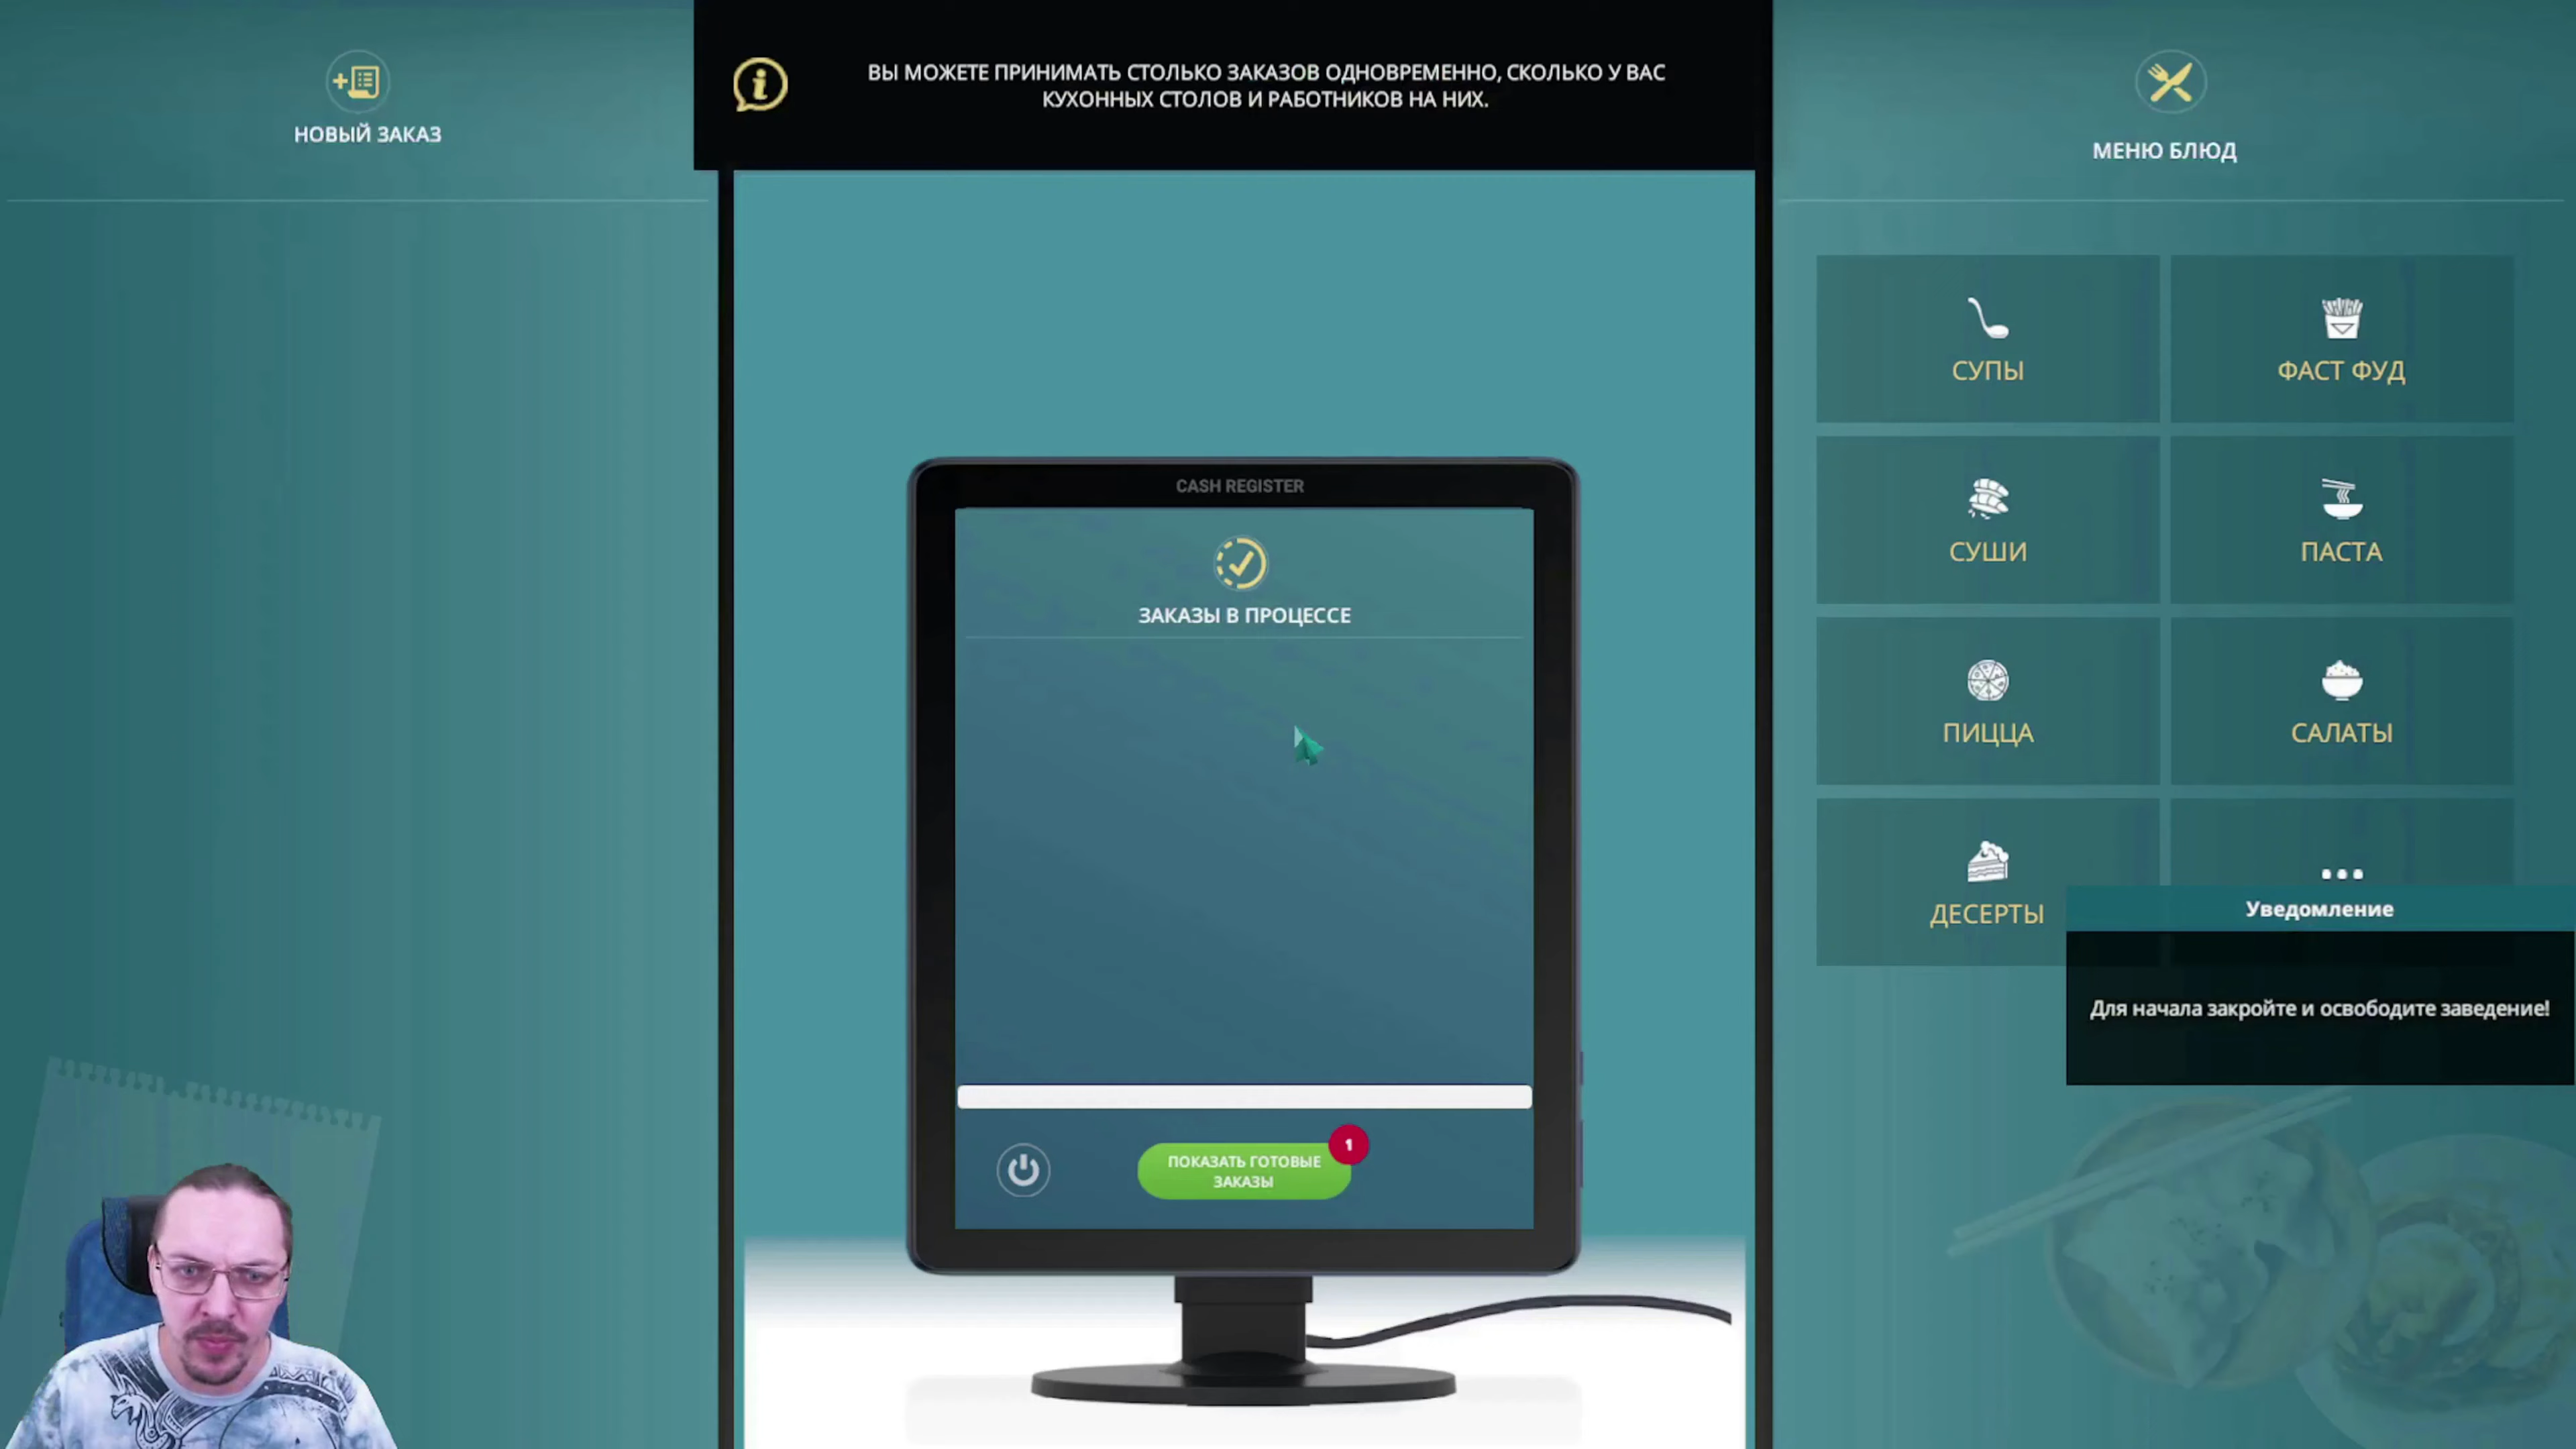 НОВЫЙ ЗАКАЗ
ВЫ МОЖЕТЕ ПРИНИМАТЬ СТОЛЬКО ЗАКАЗОВ ОДНОВРЕМЕННО, СКОЛЬКО У ВАС
КУХОННЫХ СТОЛОВ И РАБОТНИКОВ НА НИХ.
МЕНЮ БЛЮД
СУПЫ
ФАСТ ФУД
СУШИ
ПАСТА
ПИЦЦА
САЛАТЫ
ДЕСЕРТЫ
...
CASH REGISTER
ЗАКАЗЫ В ПРОЦЕССЕ
ПОКАЗАТЬ ГОТОВЫЕ
ЗАКАЗЫ
1
Уведомление
Для начала закройте и освободите заведение!